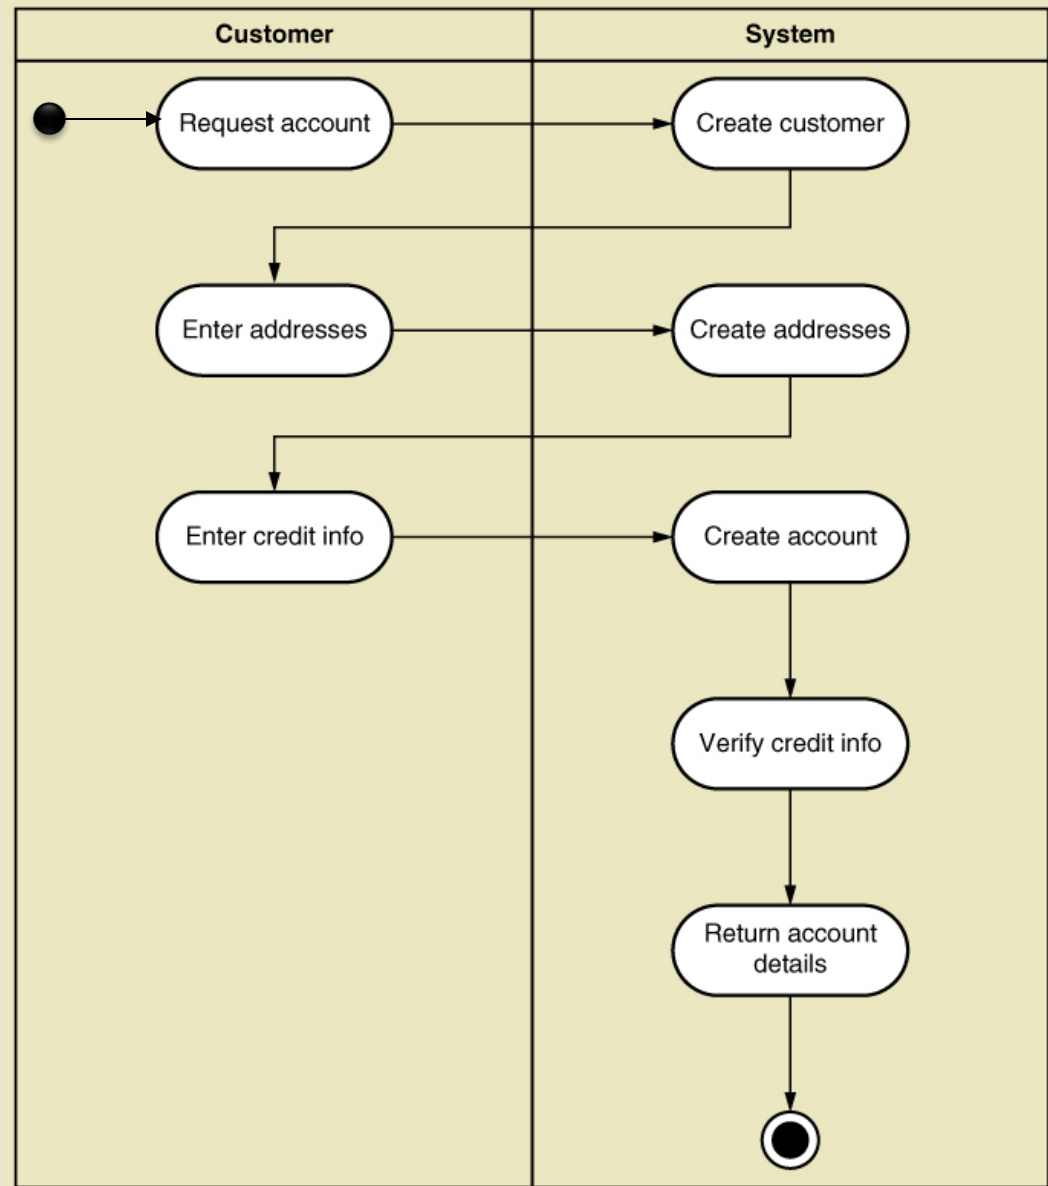 Customer
System
Request account
Create customer
Enter addresses
Create addresses
Enter credit info
Create account
Verify credit info
Return account
details